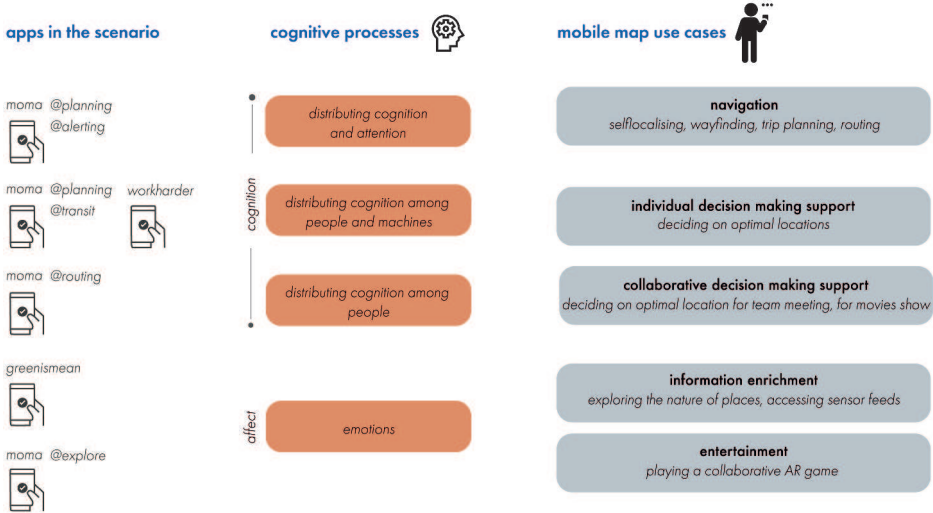 apps in the scenario
cognitive processes
mobile map use cases
moma @planning
@alerting
moma @planning workharder
@transit
moma @routing
greenismean
moma @explore
cognition
affect
distributing cognition
and attention
distributing cognition among
people and machines
distributing cognition among
people
emotions
navigation
selflocalising, wayfinding, trip planning, routing
individual decision making support
deciding on optimal locations
collaborative decision making support
deciding on optimal location for team meeting, for movies show
information enrichment
exploring the nature of places, accessing sensor feeds
entertainment
playing a collaborative AR game